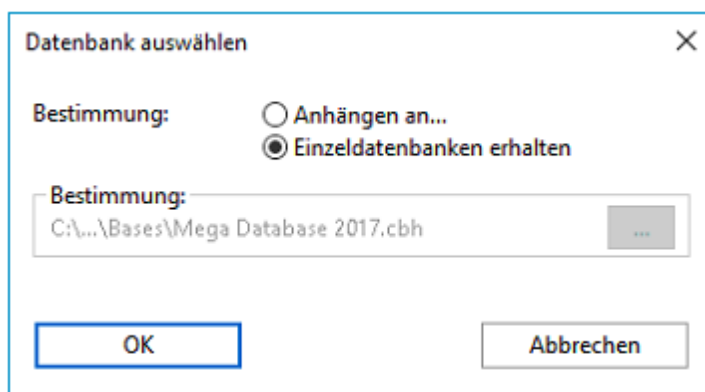 Datenbank auswählen
Bestimmung:
Anhängen an...
Einzeldatenbanken erhalten
Bestimmung:
C:\...\Bases\Mega Database 2017.cbh
...
OK
Abbrechen